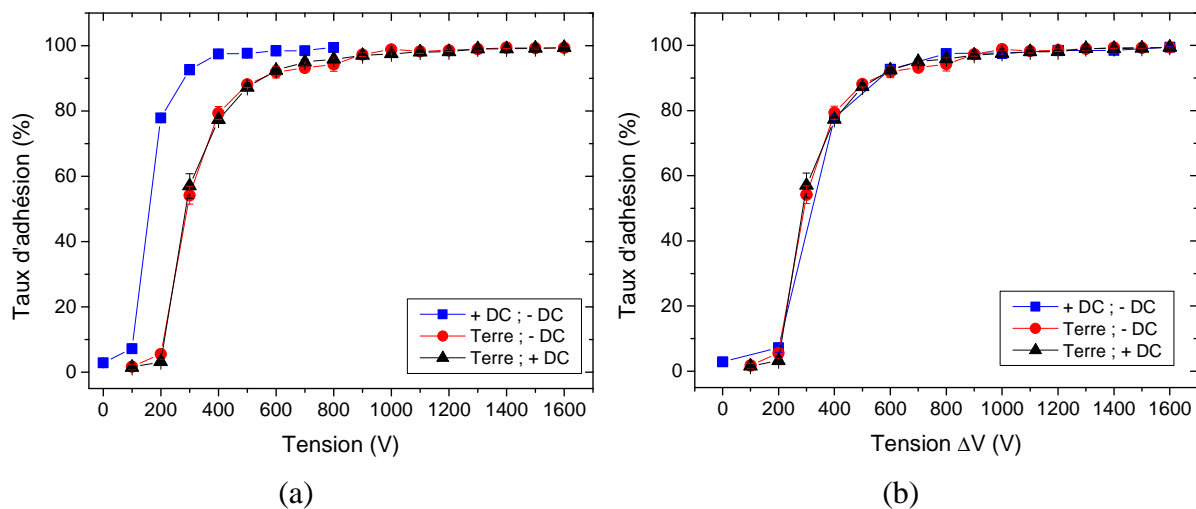 100
80
60
40
20
0
Taux d'adhésion (%)
+ DC ; - DC
Terre ; - DC
Terre ; + DC
0 200 400 600 800 1000 1200 1400 1600
Tension (V)
(a)
100
80
60
40
20
0
Taux d'adhésion (%)
+ DC ; - DC
Terre ; - DC
Terre ; + DC
0 200 400 600 800 1000 1200 1400 1600
Tension ΔV (V)
(b)